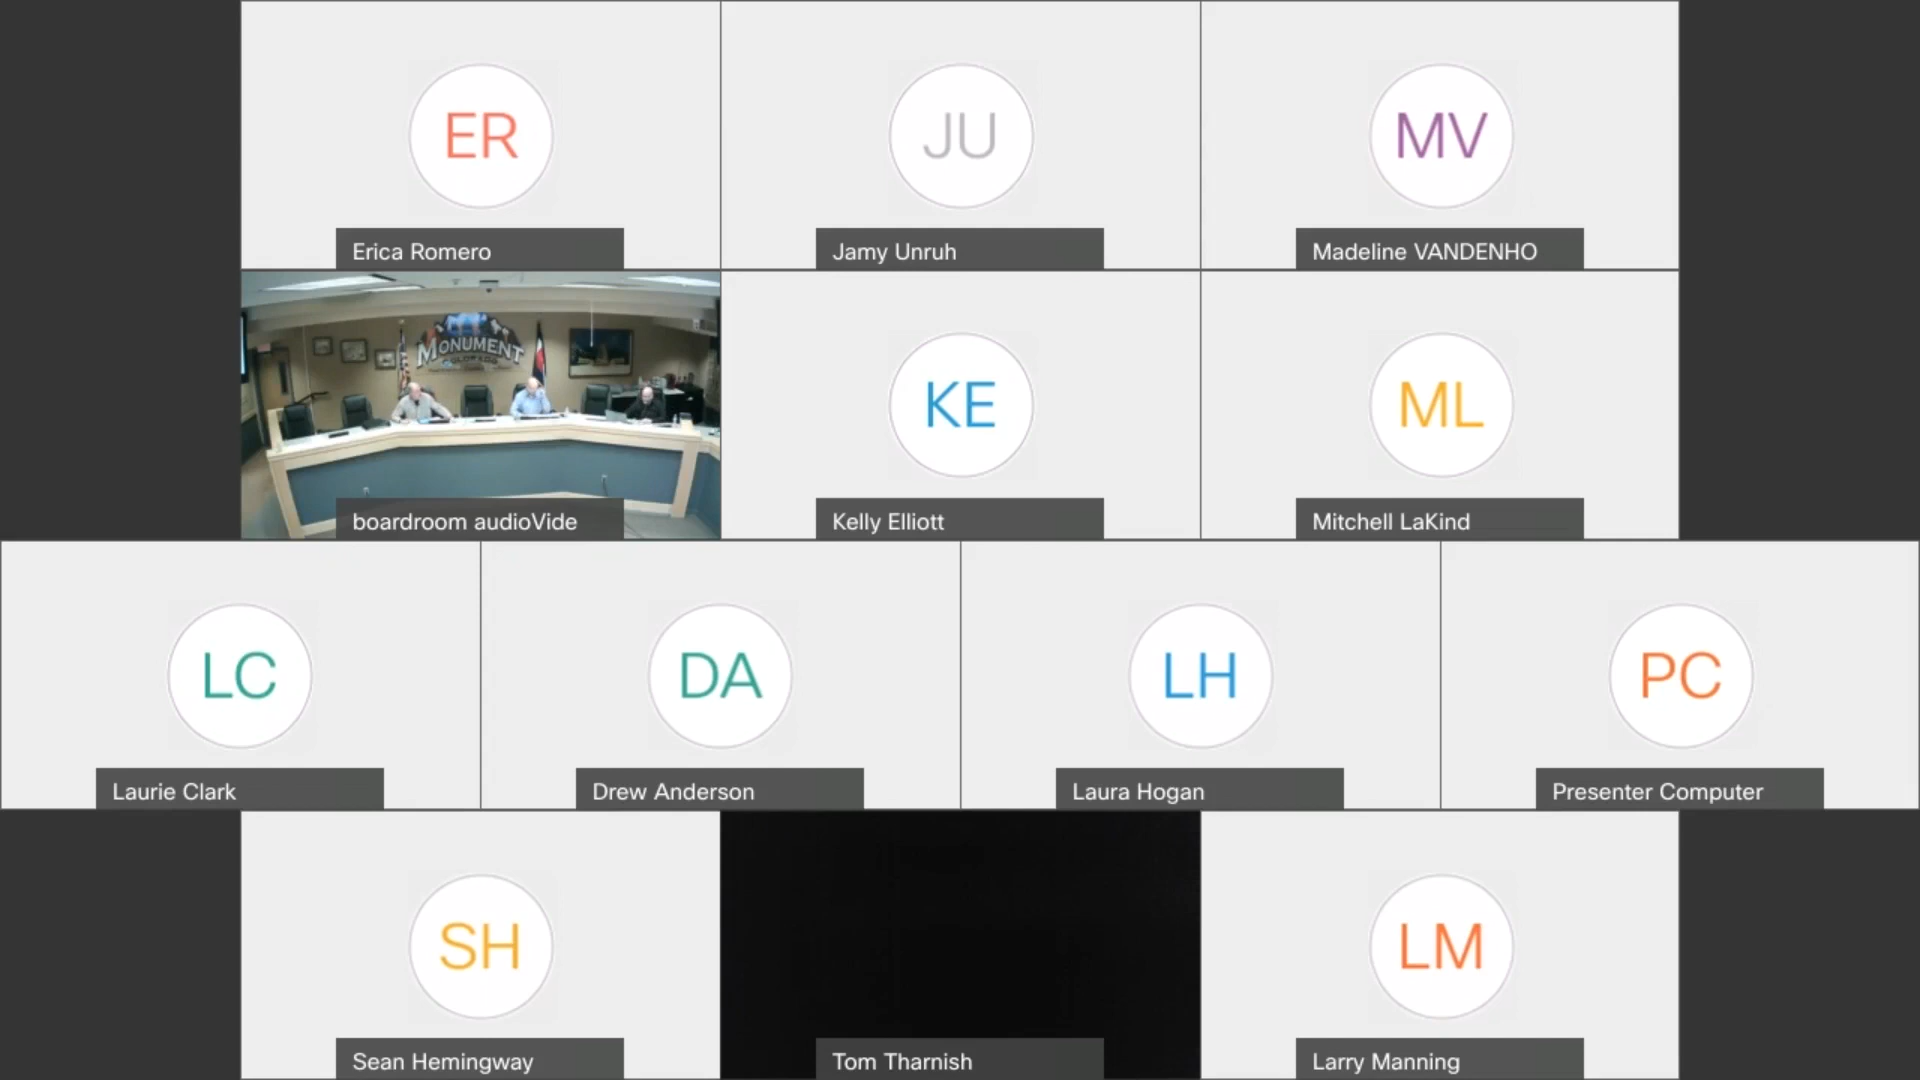 ER
JU
MV
Erica Romero
Jamy Unruh
Madeline VANDENHO
MONUMENT
KE
ML
boardroom audioVide
Kelly Elliott
Mitchell LaKind
LC
DA
LH
PC
Laurie Clark
Drew Anderson
Laura Hogan
Presenter Computer
SH
LM
Sean Hemingway
Tom Tharnish
Larry Manning